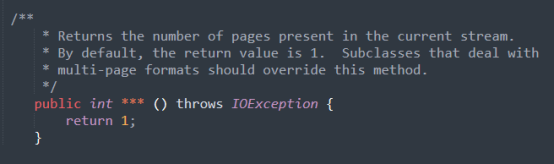 /**
* Returns the number of pages present in the current stream.
* By default, the return value is 1.  Subclasses that deal with
* multi-page formats should override this method.
*/
public int *** () throws IOException {
return 1;
}